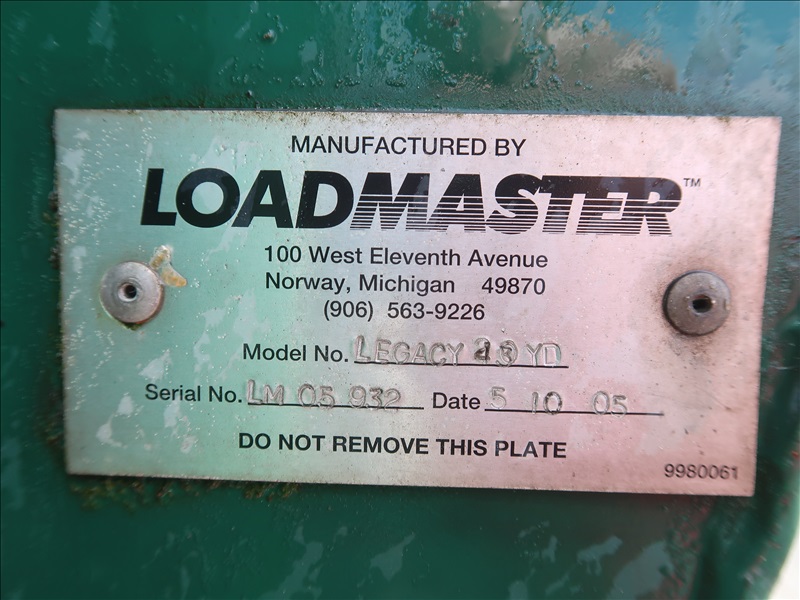 MANUFACTURED BY
LOADMASTER™
100 West Eleventh Avenue
Norway, Michigan 49870
(906) 563-9226
Model No. LEGACY YD
Serial No. LM 05 932 Date 5 10 05
DO NOT REMOVE THIS PLATE
9980061